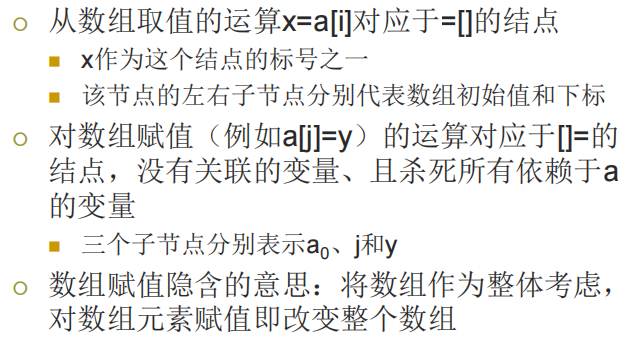 从数组取值的运算x=a[i]对应于=[]的结点
x作为这个结点的标号之一
该节点的左右子节点分别代表数组初始值和下标
对数组赋值（例如a[j]=y）的运算对应于[]=的
结点，没有关联的变量、且杀死所有依赖于a
的变量
三个子节点分别表示a₀、j和y
数组赋值隐含的意思：将数组作为整体考虑，
对数组元素赋值即改变整个数组